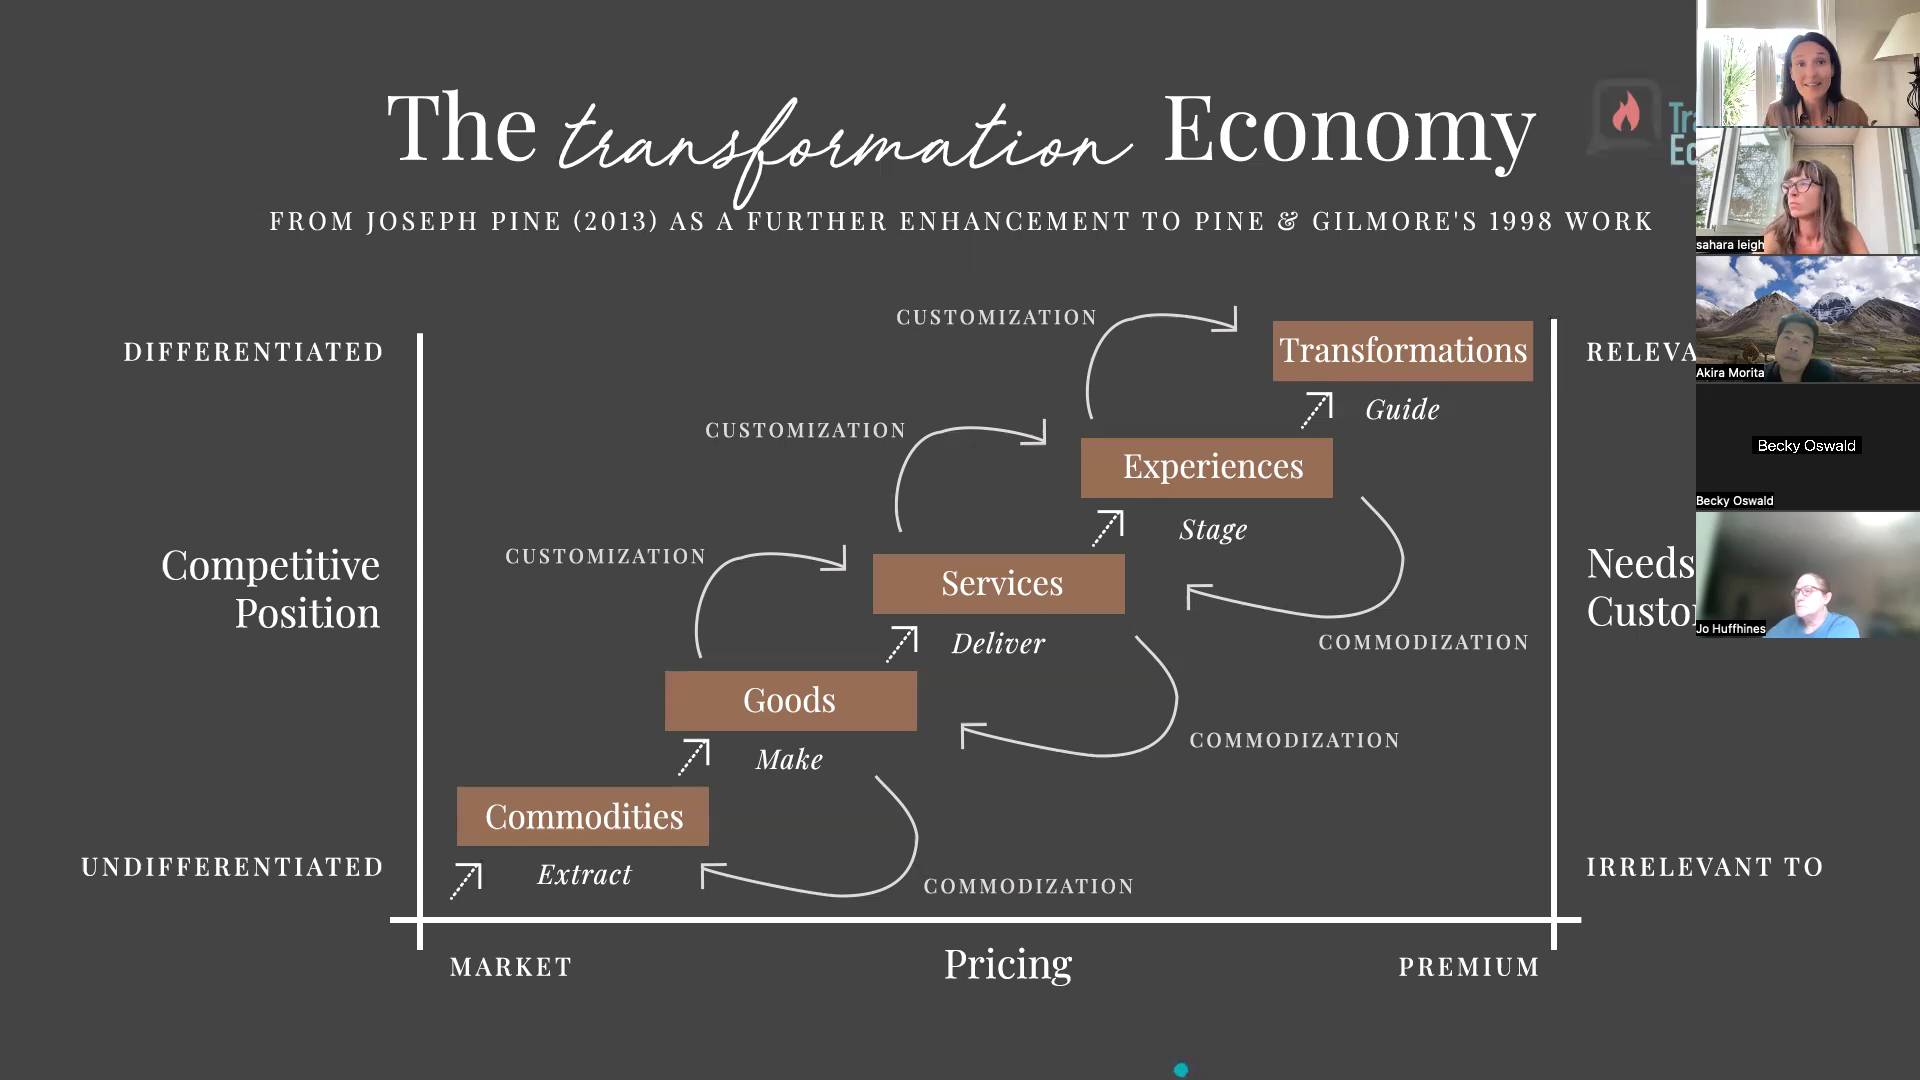 The transformation Economy
FROM JOSEPH PINE (2013) AS A FURTHER ENHANCEMENT TO PINE & GILMORE'S 1998 WORK
CUSTOMIZATION
Transformations
DIFFERENTIATED
Guide
CUSTOMIZATION
Experiences
Stage
CUSTOMIZATION
Competitive
Position
Services
Needs
Deliver
COMMODIZATION
Goods
COMMODIZATION
Make
Commodities
UNDIFFERENTIATED
Extract
COMMODIZATION
IRRELEVANT TO
MARKET
Pricing
PREMIUM
sahara leigh
Akira Morita
Becky Oswald
Becky Oswald
Jo Huffhines